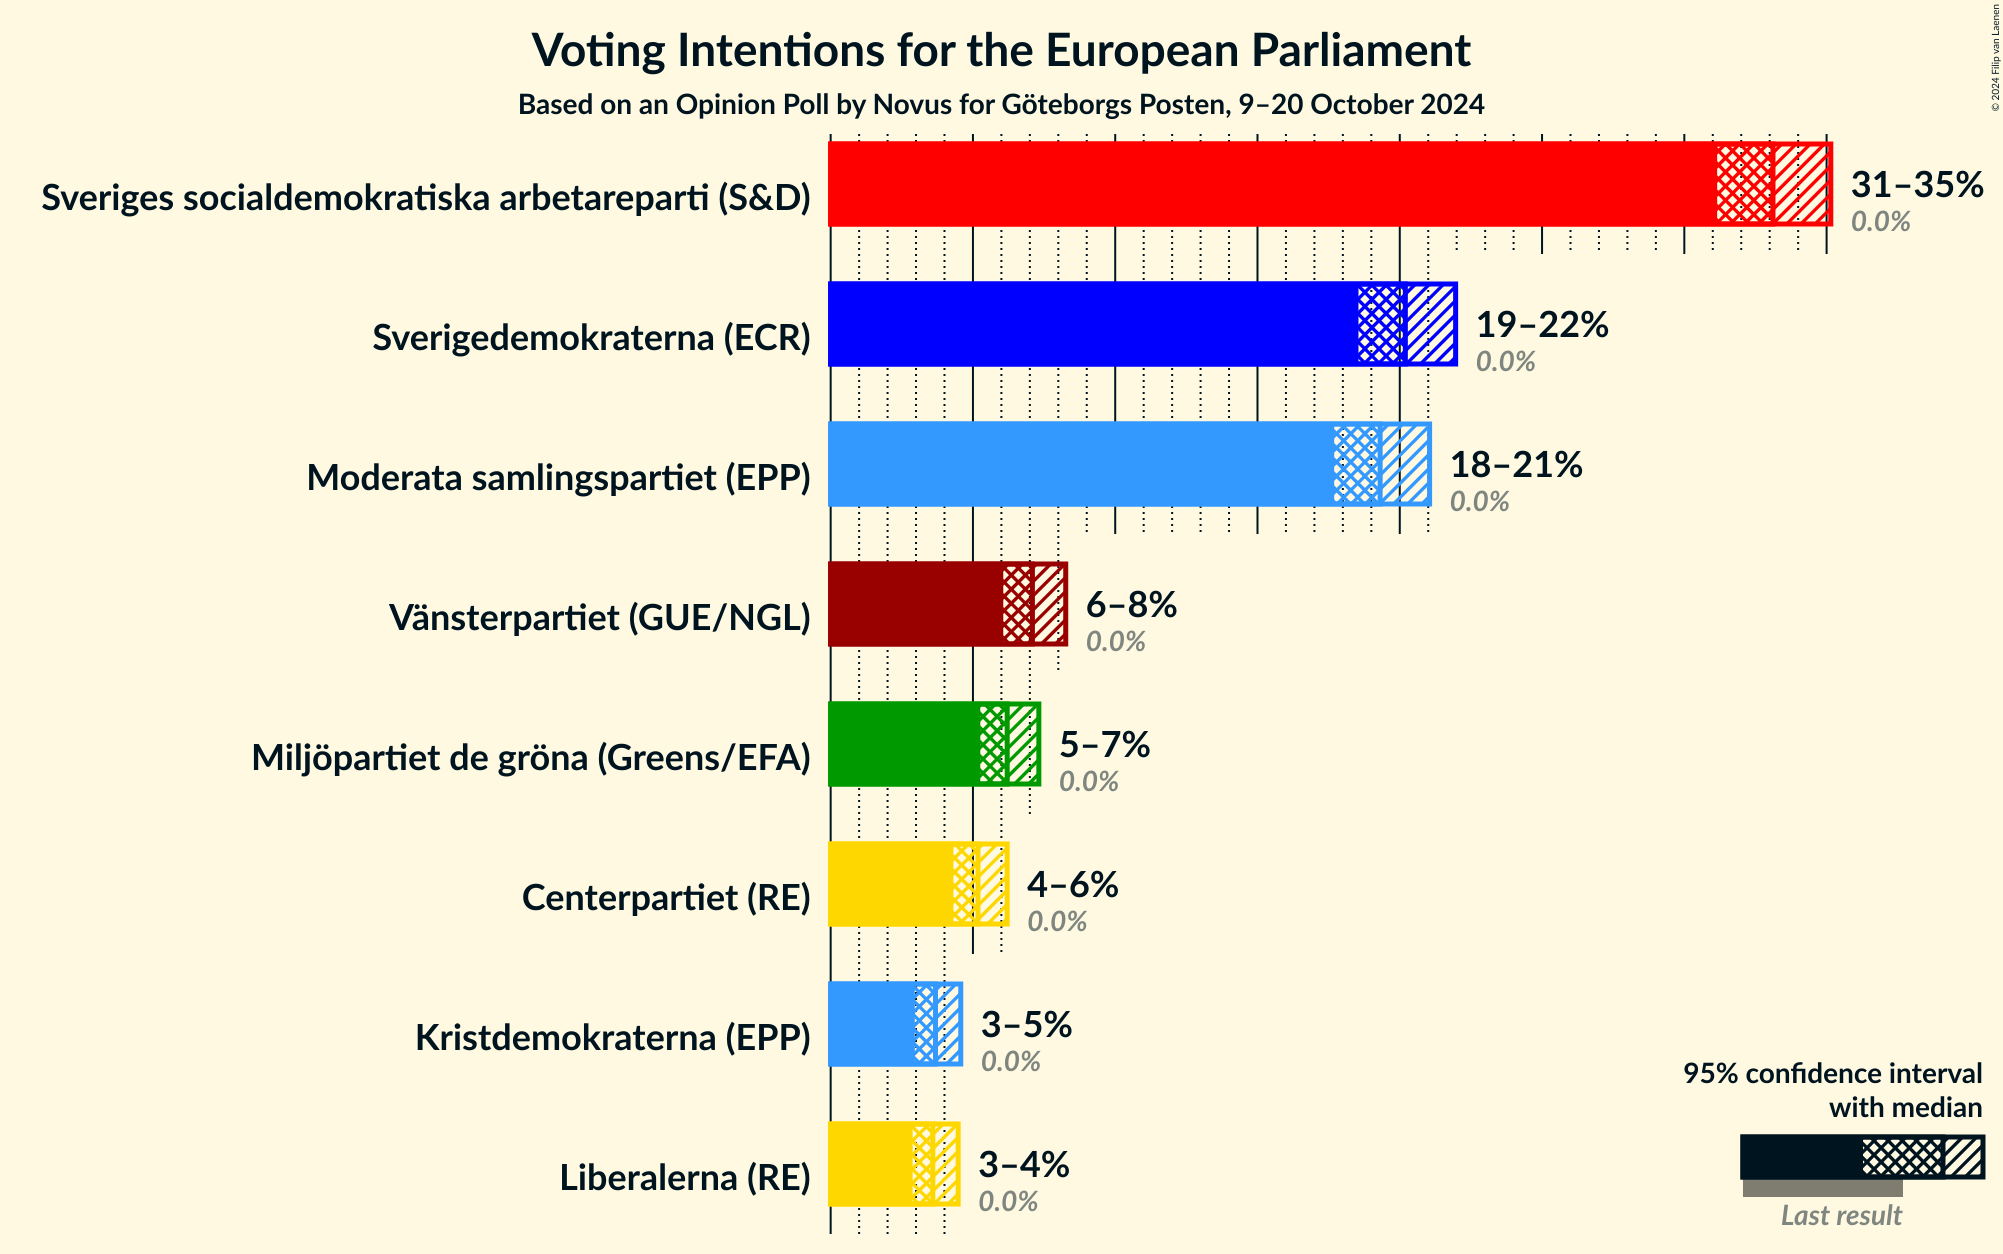 Voting Intentions for the European Parliament
Based on an Opinion Poll by Novus for Göteborgs Posten, 9–20 October 2024
© 2024 Filip van Laenen
Sveriges socialdemokratiska arbetareparti (S&D)
31–35%
0.0%
Sverigedemokraterna (ECR)
19–22%
0.0%
Moderata samlingspartiet (EPP)
18–21%
0.0%
Vänsterpartiet (GUE/NGL)
6–8%
0.0%
Miljöpartiet de gröna (Greens/EFA)
5–7%
0.0%
Centerpartiet (RE)
4–6%
0.0%
Kristdemokraterna (EPP)
3–5%
0.0%
Liberalerna (RE)
3–4%
0.0%
95% confidence interval
with median
Last result